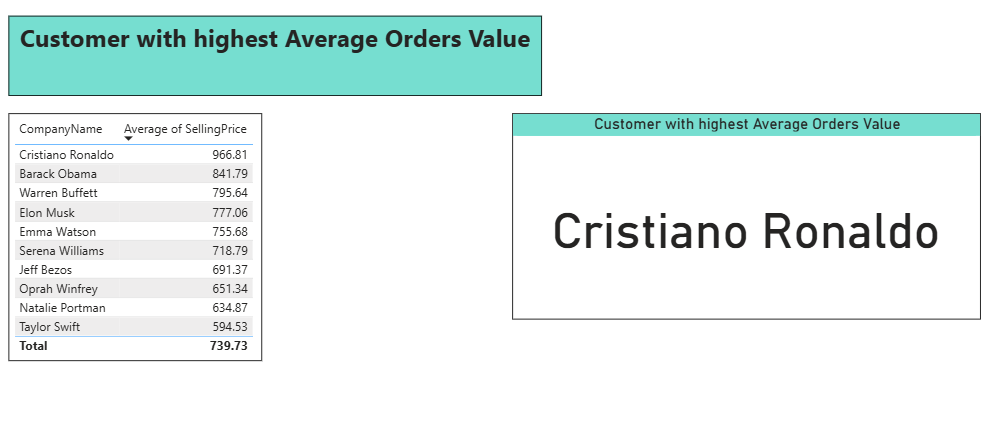 Customer with highest Average Orders Value
CompanyName Average of SellingPrice
Cristiano Ronaldo 966.81
Barack Obama 841.79
Warren Buffett 795.64
Elon Musk 777.06
Emma Watson 755.68
Serena Williams 718.79
Jeff Bezos 691.37
Oprah Winfrey 651.34
Natalie Portman 634.87
Taylor Swift 594.53
Total 739.73
Customer with highest Average Orders Value
Cristiano Ronaldo